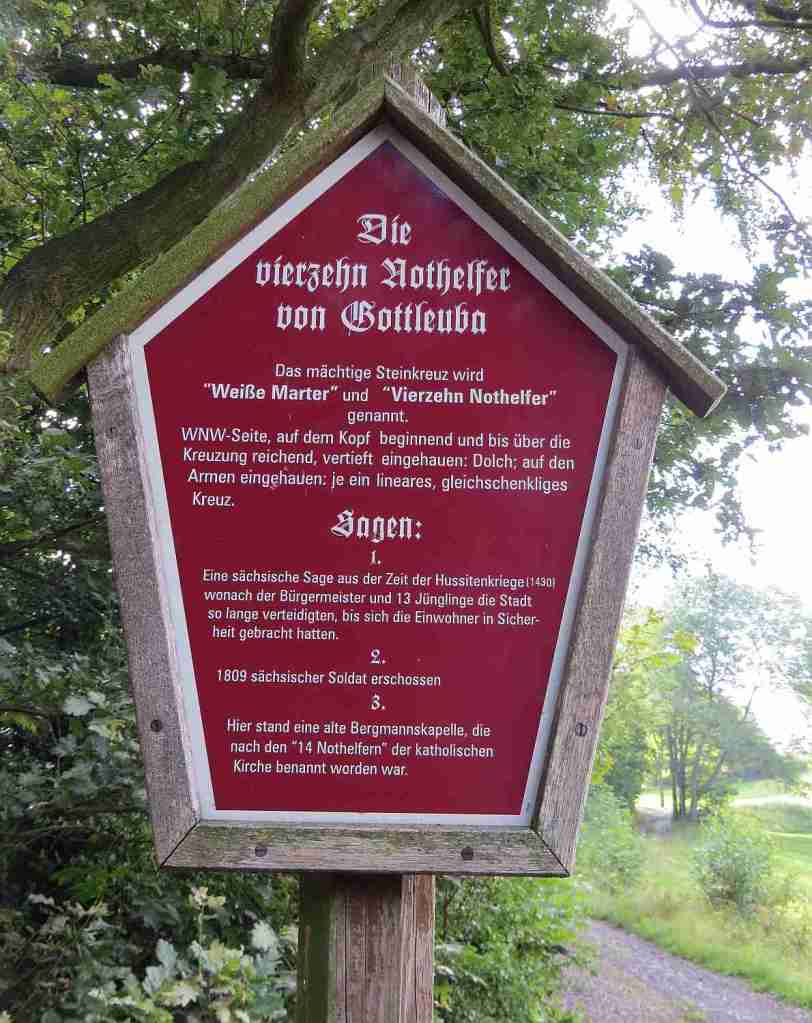 Die
vierzehn Nothelfer
von Gottleuba
Das mächtige Steinkreuz wird
"Weiße Marter" und "Vierzehn Nothelfer"
genannt.
WNW-Seite, auf dem Kopf beginnend und bis über die
Kreuzung reichend, vertieft eingehauen: Dolch; auf den
Armen eingehauen: je ein lineares, gleichschenkliges
Kreuz.
Sagen:
1.
Eine sächsische Sage aus der Zeit der Hussitenkriege (1430)
wonach der Bürgermeister und 13 Jünglinge die Stadt
so lange verteidigten, bis sich die Einwohner in Sicher-
heit gebracht hatten.
2.
1809 sächsischer Soldat erschossen
3.
Hier stand eine alte Bergmannskapelle, die
nach den "14 Nothelfern" der katholischen
Kirche benannt worden war.